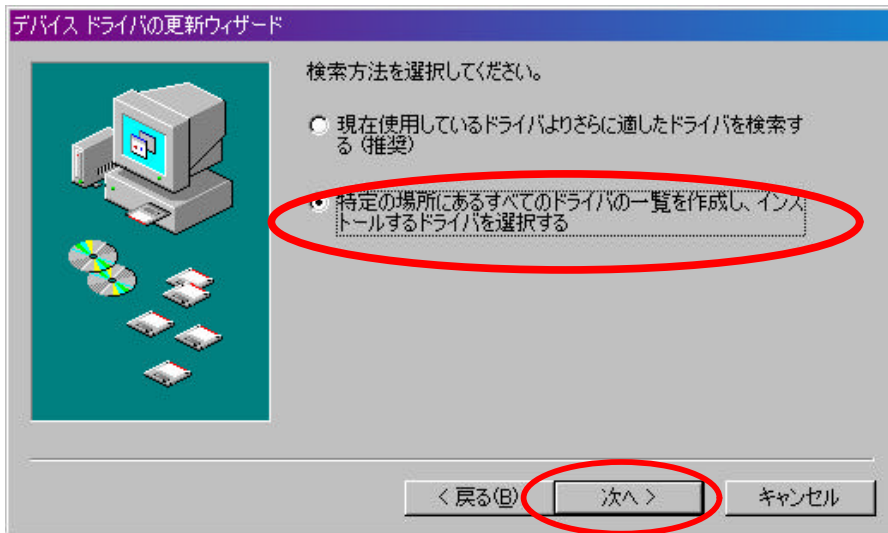 デバイス ドライバの更新ウィザード
検索方法を選択してください。
現在使用しているドライバよりさらに適したドライバを検索す
る (推奨)
特定の場所にあるすべてのドライバの一覧を作成し、インス
トールするドライバを選択する
< 戻る(B)
次へ >
キャンセル